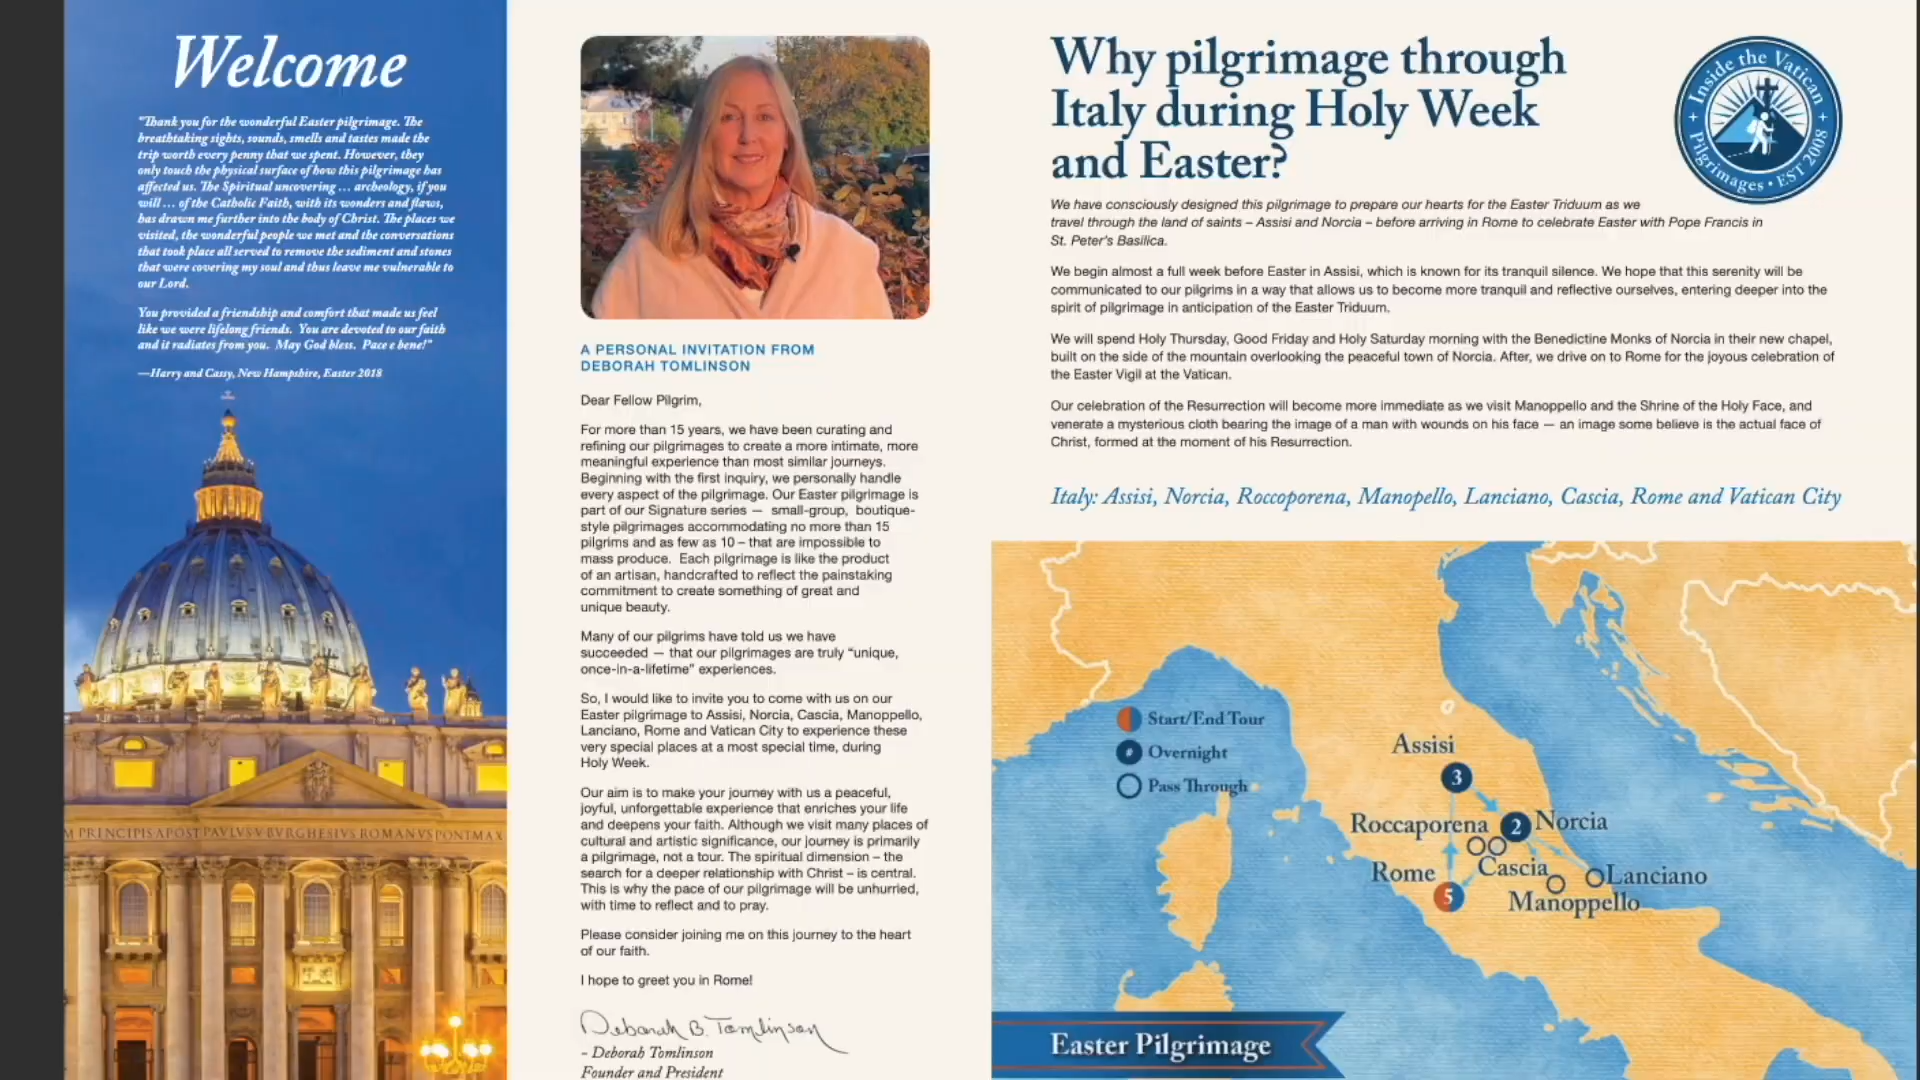 Welcome
"Thank you for the wonderful Easter pilgrimage. The
breathtaking sights, sounds, smells and tastes made the
trip worth every penny that we spent. However, they
only touch the physical surface of how this pilgrimage has
affected us. The Spiritual uncovering ... archeology, if you
will ... of the Catholic Faith, with its wonders and flaws,
has drawn me further into the body of Christ. The places we
visited, the wonderful people we met and the conversations
that took place all served to remove the sediment and stones
that were covering my soul and thus leave me vulnerable to
our Lord.
You provided a friendship and comfort that made us feel
like we were lifelong friends. You are devoted to our faith
and it radiates from you. May God bless. Pace e bene!"
—Harry and Cassy, New Hampshire, Easter 2018
M PRINCIPIS APOST PAVLVS V BVRGHESIVS ROMANVS PONT MAX
A PERSONAL INVITATION FROM
DEBORAH TOMLINSON
Dear Fellow Pilgrim,
For more than 15 years, we have been curating and
refining our pilgrimages to create a more intimate, more
meaningful experience than most similar journeys.
Beginning with the first inquiry, we personally handle
every aspect of the pilgrimage. Our Easter pilgrimage is
part of our Signature series — small-group, boutique-
style pilgrimages accommodating no more than 15
pilgrims and as few as 10 – that are impossible to
mass produce. Each pilgrimage is like the product
of an artisan, handcrafted to reflect the painstaking
commitment to create something of great and
unique beauty.
Many of our pilgrims have told us we have
succeeded — that our pilgrimages are truly "unique,
once-in-a-lifetime" experiences.
So, I would like to invite you to come with us on our
Easter pilgrimage to Assisi, Norcia, Cascia, Manoppello,
Lanciano, Rome and Vatican City to experience these
very special places at a most special time, during
Holy Week.
Our aim is to make your journey with us a peaceful,
joyful, unforgettable experience that enriches your life
and deepens your faith. Although we visit many places of
cultural and artistic significance, our journey is primarily
a pilgrimage, not a tour. The spiritual dimension – the
search for a deeper relationship with Christ – is central.
This is why the pace of our pilgrimage will be unhurried,
with time to reflect and to pray.
Please consider joining me on this journey to the heart
of our faith.
I hope to greet you in Rome!
Deborah B. Tomlinson
– Deborah Tomlinson
Founder and President
Why pilgrimage through
Italy during Holy Week
and Easter?
Inside the Vatican
Pilgrimages • EST 2008
We have consciously designed this pilgrimage to prepare our hearts for the Easter Triduum as we
travel through the land of saints – Assisi and Norcia – before arriving in Rome to celebrate Easter with Pope Francis in
St. Peter's Basilica.
We begin almost a full week before Easter in Assisi, which is known for its tranquil silence. We hope that this serenity will be
communicated to our pilgrims in a way that allows us to become more tranquil and reflective ourselves, entering deeper into the
spirit of pilgrimage in anticipation of the Easter Triduum.
We will spend Holy Thursday, Good Friday and Holy Saturday morning with the Benedictine Monks of Norcia in their new chapel,
built on the side of the mountain overlooking the peaceful town of Norcia. After, we drive on to Rome for the joyous celebration of
the Easter Vigil at the Vatican.
Our celebration of the Resurrection will become more immediate as we visit Manoppello and the Shrine of the Holy Face, and
venerate a mysterious cloth bearing the image of a man with wounds on his face — an image some believe is the actual face of
Christ, formed at the moment of his Resurrection.
Italy: Assisi, Norcia, Roccoporena, Manopello, Lanciano, Cascia, Rome and Vatican City
Start/End Tour
# Overnight
Pass Through
Assisi
3
Roccaporena
2 Norcia
Rome
5
Cascia
Lanciano
Manoppello
Easter Pilgrimage